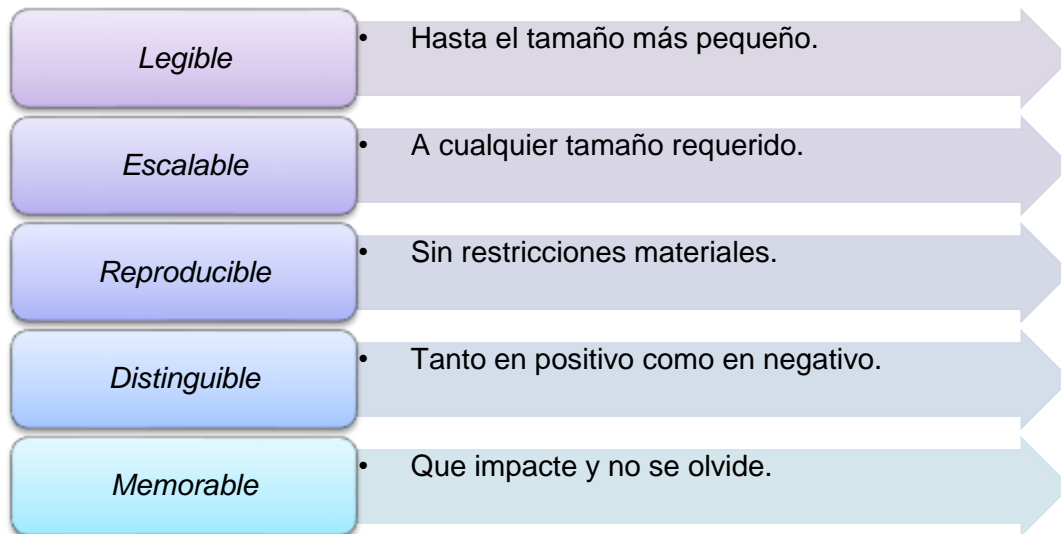 Legible
• Hasta el tamaño más pequeño.
Escalable
• A cualquier tamaño requerido.
Reproducible
• Sin restricciones materiales.
Distinguible
• Tanto en positivo como en negativo.
Memorable
• Que impacte y no se olvide.